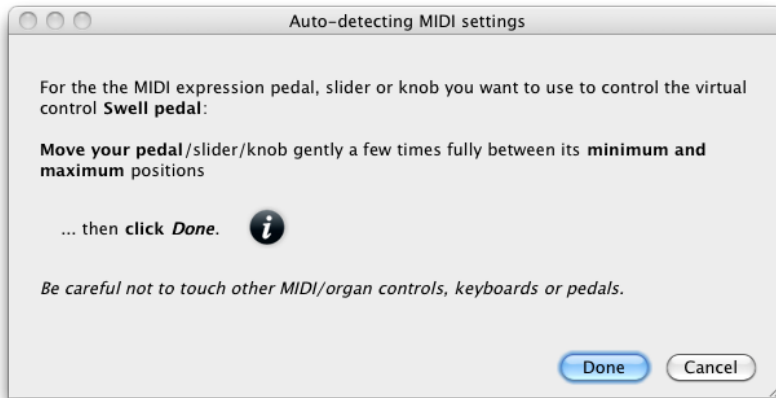 Auto-detecting MIDI settings
For the the MIDI expression pedal, slider or knob you want to use to control the virtual
control Swell pedal:
Move your pedal/slider/knob gently a few times fully between its minimum and
maximum positions
... then click Done.
Be careful not to touch other MIDI/organ controls, keyboards or pedals.
Done
Cancel